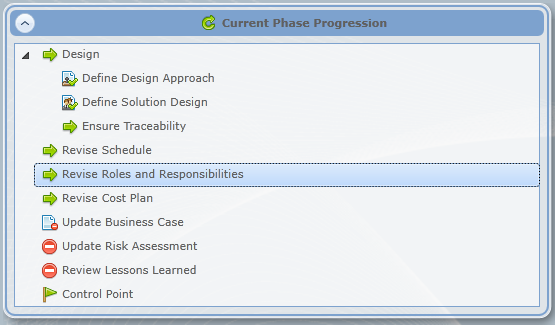 Current Phase Progression
Design
Define Design Approach
Define Solution Design
Ensure Traceability
Revise Schedule
Revise Roles and Responsibilities
Revise Cost Plan
Update Business Case
Update Risk Assessment
Review Lessons Learned
Control Point